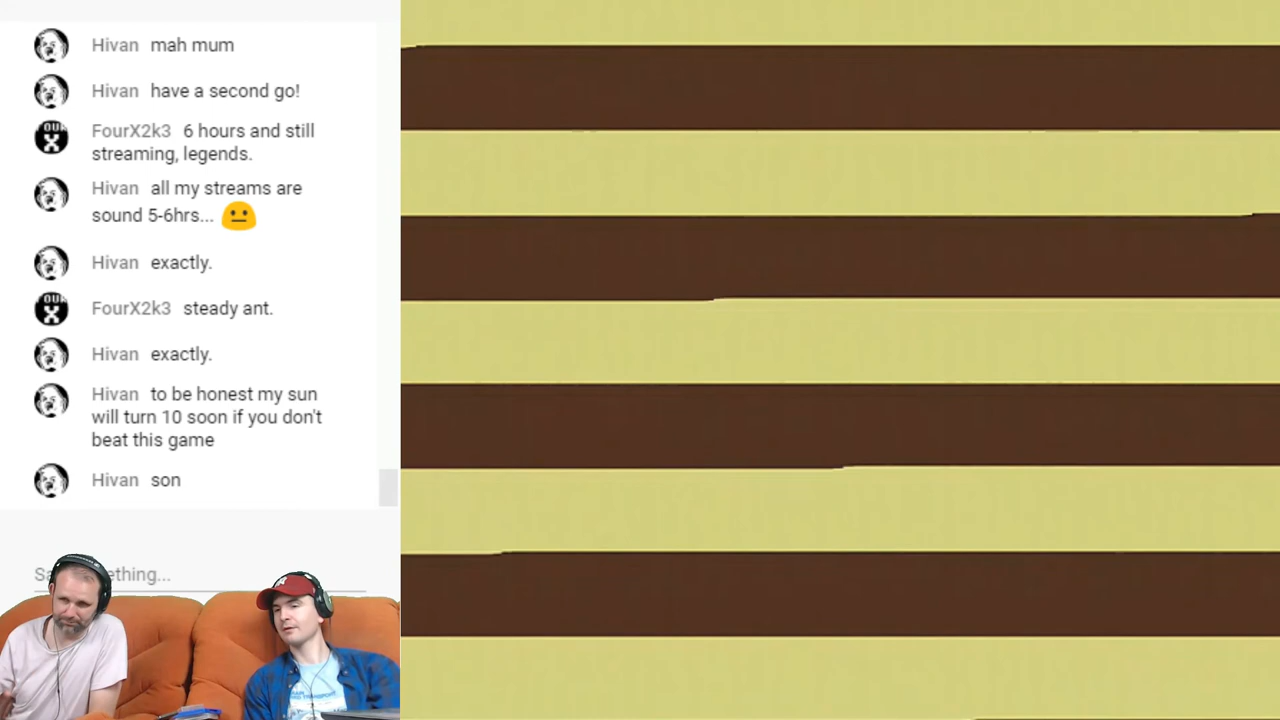 Hivan mah mum
Hivan have a second go!
FourX2k3 6 hours and still
streaming, legends.
Hivan all my streams are
sound 5-6hrs...
Hivan exactly.
FourX2k3 steady ant.
Hivan exactly.
Hivan to be honest my sun
will turn 10 soon if you don't
beat this game
Hivan son